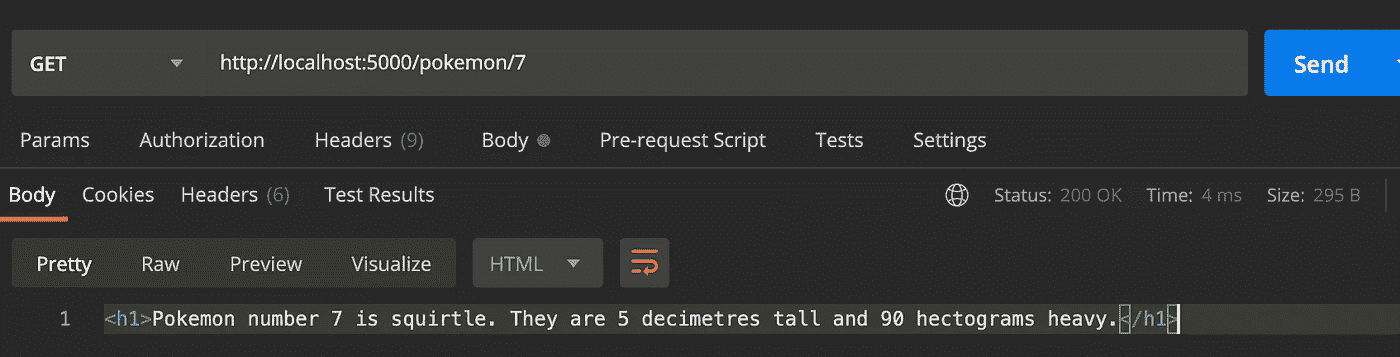 GET http://localhost:5000/pokemon/7 Send
Params Authorization Headers (9) Body Pre-request Script Tests Settings
Body Cookies Headers (6) Test Results Status: 200 OK Time: 4 ms Size: 295 B
Pretty Raw Preview Visualize HTML
1 <h1>Pokemon number 7 is squirtle. They are 5 decimetres tall and 90 hectograms heavy.</h1>